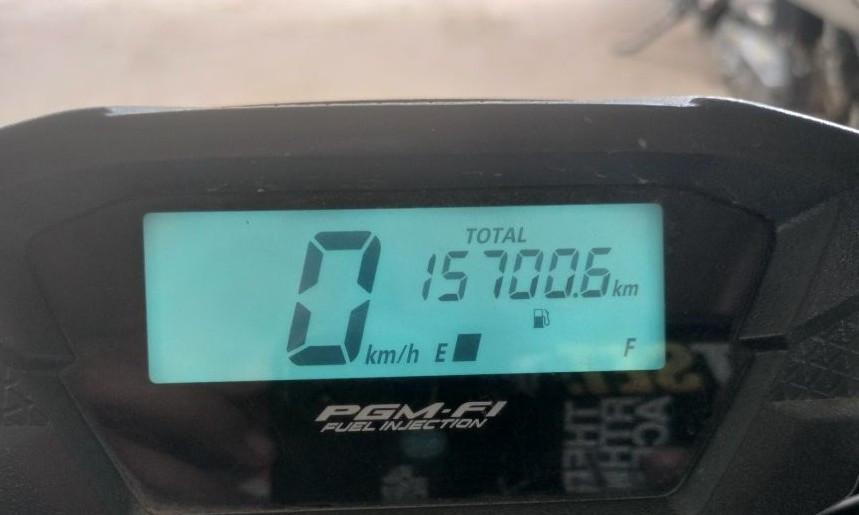 TOTAL
0 km/h 15700.6 km
E F
PGM-FI
FUEL INJECTION